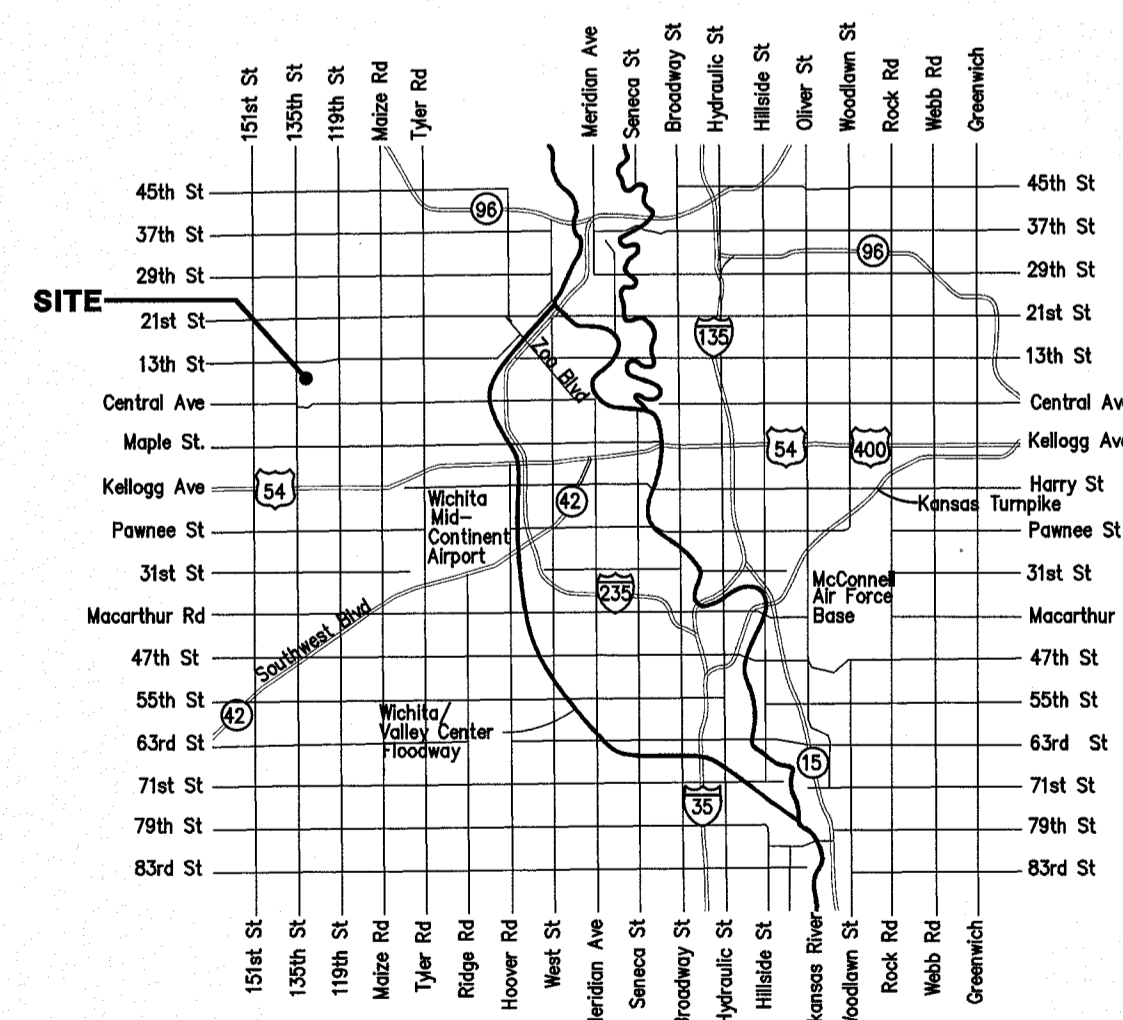 151st St
135th St
119th St
Maize Rd
Tyler Rd
Meridian Ave
Seneca St
Broadway St
Hydraulic St
Hillside St
Oliver St
Woodlawn St
Rock Rd
Webb Rd
Greenwich
45th St
37th St
29th St
21st St
13th St
Central Ave
Maple St.
Kellogg Ave
Pawnee St
31st St
Macarthur Rd
47th St
55th St
63rd St
71st St
79th St
83rd St
SITE
96
96
135
Zoo Blvd
54
54
400
42
Wichita
Mid-
Continent
Airport
Kansas Turnpike
235
McConnell
Air Force
Base
Southwest Blvd
42
Wichita/
Valley Center
Floodway
15
35
45th St
37th St
29th St
21st St
13th St
Central Av
Kellogg Ave
Harry St
Pawnee St
31st St
Macarthur
47th St
55th St
63rd St
71st St
79th St
83rd St
151st St
135th St
119th St
Maize Rd
Tyler Rd
Ridge Rd
Hoover Rd
West St
Meridian Ave
Seneca St
Broadway St
Hydraulic St
Hillside St
kansas River
Woodlawn St
Rock Rd
Webb Rd
Greenwich